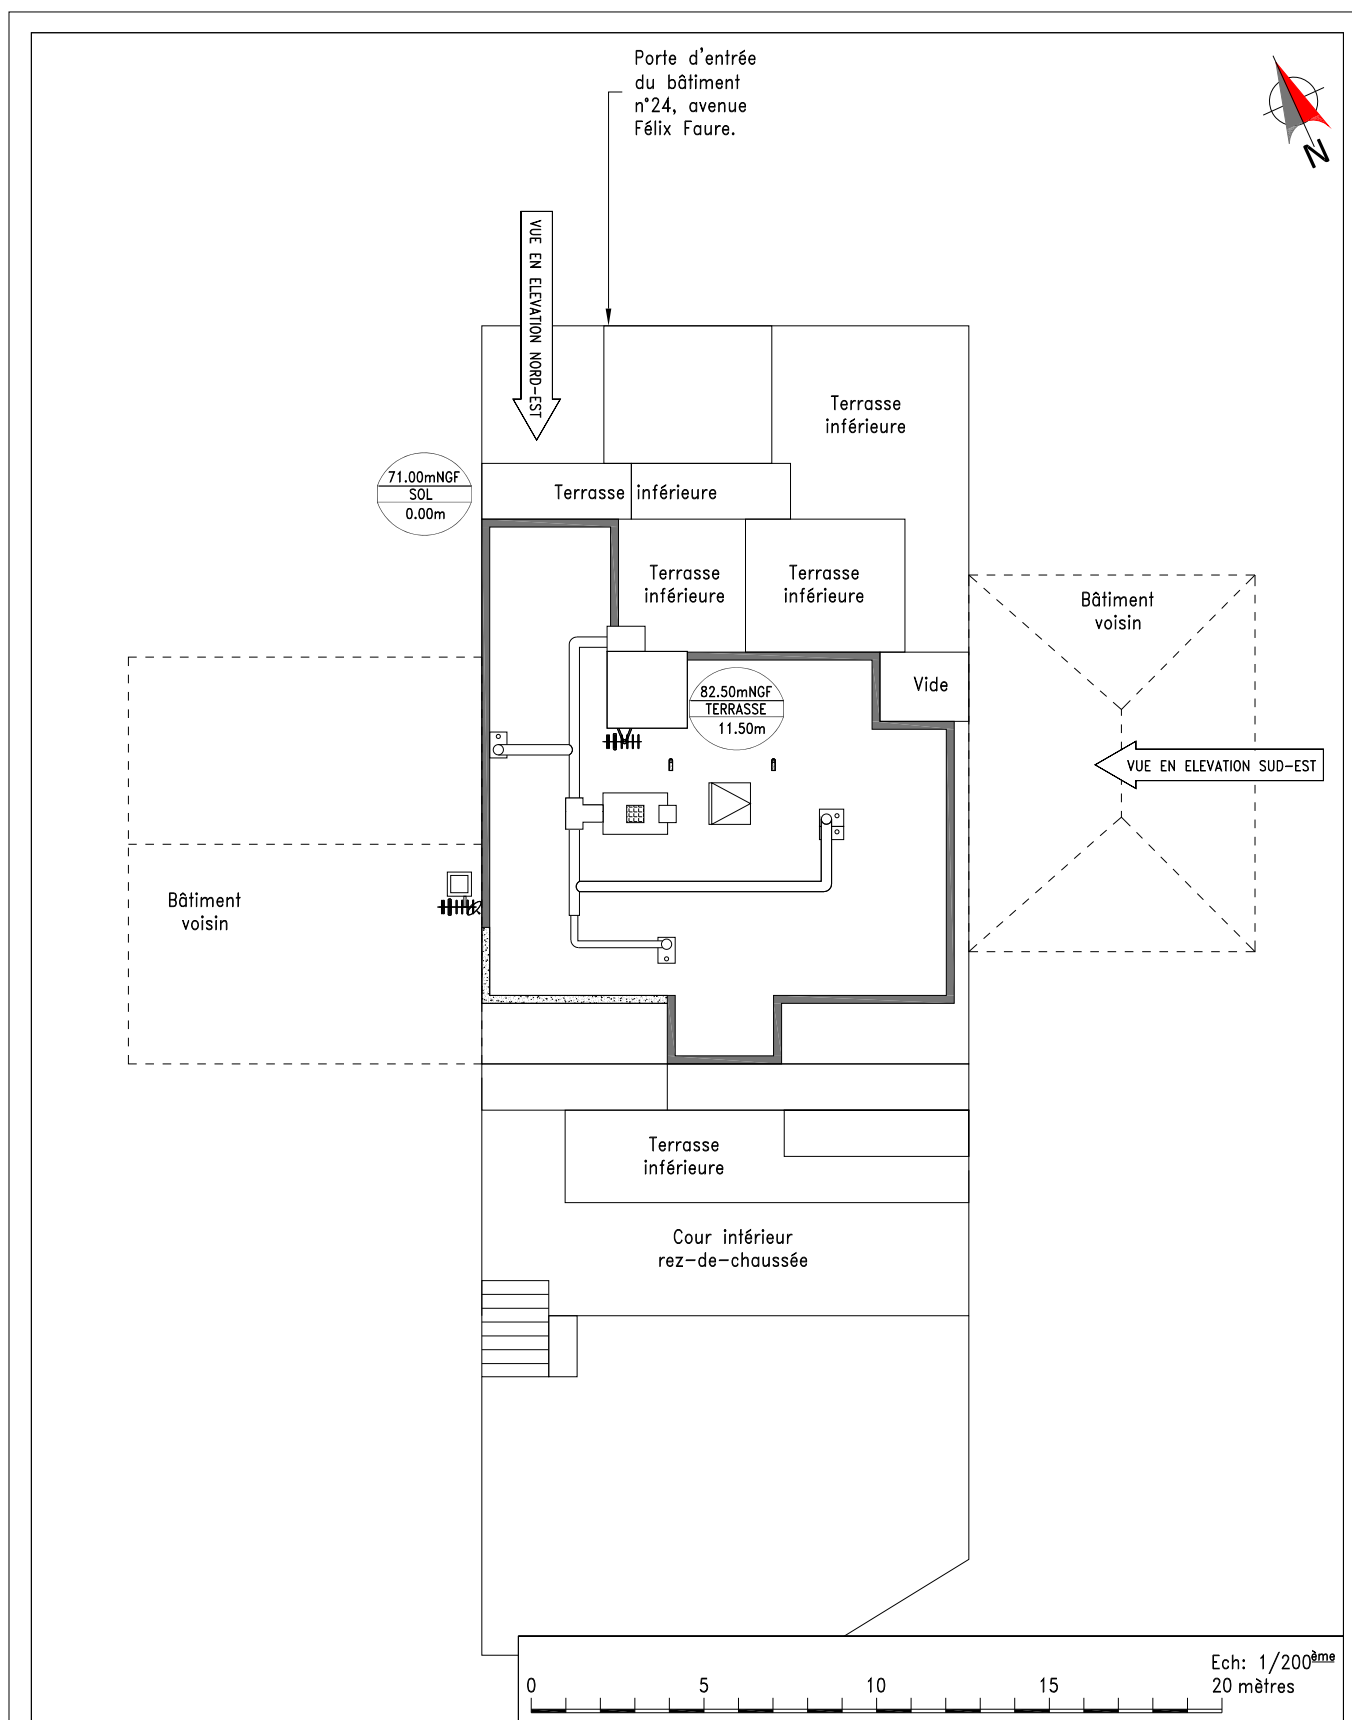 Porte d'entrée
du bâtiment
n°24, avenue
Félix Faure.
N
VUE EN ELEVATION NORD-EST
Terrasse
inférieure
71.00mNGF
SOL
0.00m
Terrasse inférieure
Terrasse
inférieure
Terrasse
inférieure
Bâtiment
voisin
Vide
82.50mNGF
TERRASSE
11.50m
VUE EN ELEVATION SUD-EST
Bâtiment
voisin
Terrasse
inférieure
Cour intérieur
rez-de-chaussée
Ech: 1/200ème
0 5 10 15 20 mètres